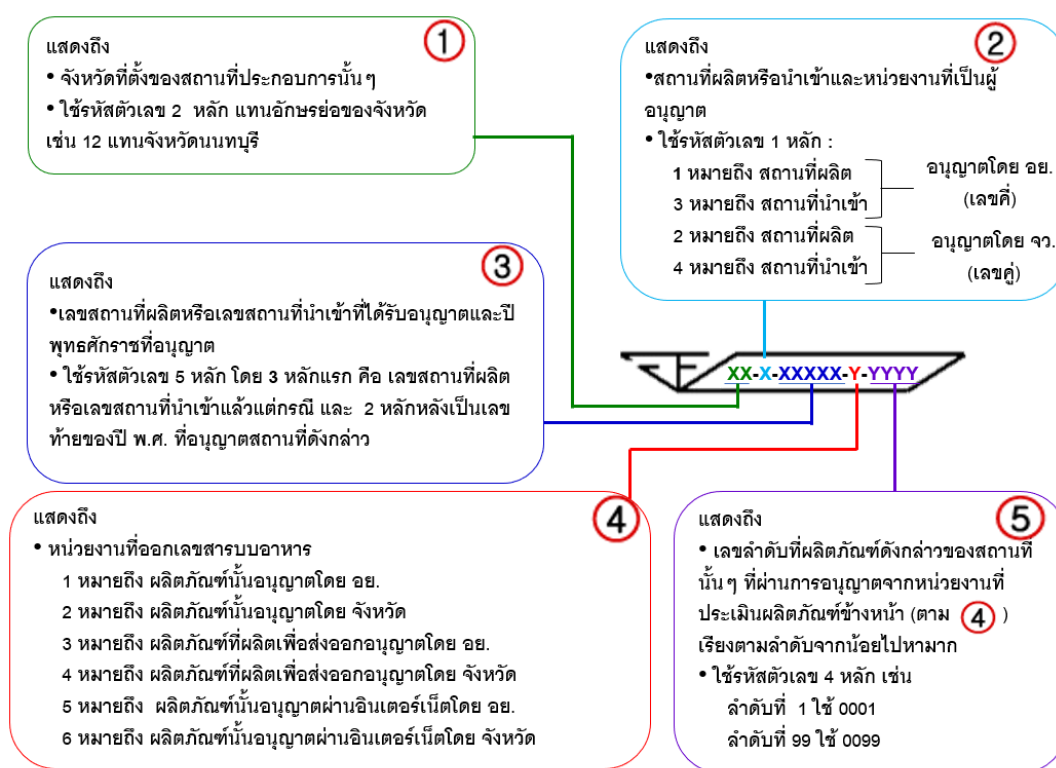 ①
แสดงถึง
• จังหวัดที่ตั้งของสถานที่ประกอบการนั้นๆ
• ใช้รหัสตัวเลข 2 หลัก แทนอักษรย่อของจังหวัด
เช่น 12 แทนจังหวัดนนทบุรี
②
แสดงถึง
•สถานที่ผลิตหรือนำเข้าและหน่วยงานที่เป็นผู้
อนุญาต
• ใช้รหัสตัวเลข 1 หลัก :
1 หมายถึง สถานที่ผลิต
3 หมายถึง สถานที่นำเข้า
อนุญาตโดย อย.
(เลขคี่)
2 หมายถึง สถานที่ผลิต
4 หมายถึง สถานที่นำเข้า
อนุญาตโดย จว.
(เลขคู่)
③
แสดงถึง
•เลขสถานที่ผลิตหรือเลขสถานที่นำเข้าที่ได้รับอนุญาตและปี
พุทธศักราชที่อนุญาต
• ใช้รหัสตัวเลข 5 หลัก โดย 3 หลักแรก คือ เลขสถานที่ผลิต
หรือเลขสถานที่นำเข้าแล้วแต่กรณี และ 2 หลักหลังเป็นเลข
ท้ายของปี พ.ศ. ที่อนุญาตสถานที่ดังกล่าว
XX-X-XXXXX-Y-YYYY
④
แสดงถึง
• หน่วยงานที่ออกเลขสารบบอาหาร
1 หมายถึง ผลิตภัณฑ์นั้นอนุญาตโดย อย.
2 หมายถึง ผลิตภัณฑ์นั้นอนุญาตโดย จังหวัด
3 หมายถึง ผลิตภัณฑ์ที่ผลิตเพื่อส่งออกอนุญาตโดย อย.
4 หมายถึง ผลิตภัณฑ์ที่ผลิตเพื่อส่งออกอนุญาตโดย จังหวัด
5 หมายถึง ผลิตภัณฑ์นั้นอนุญาตผ่านอินเตอร์เน็ตโดย อย.
6 หมายถึง ผลิตภัณฑ์นั้นอนุญาตผ่านอินเตอร์เน็ตโดย จังหวัด
⑤
แสดงถึง
• เลขลำดับที่ผลิตภัณฑ์ดังกล่าวของสถานที่
นั้นๆ ที่ผ่านการอนุญาตจากหน่วยงานที่
ประเมินผลิตภัณฑ์ข้างหน้า (ตาม ④ )
เรียงตามลำดับจากน้อยไปหามาก
• ใช้รหัสตัวเลข 4 หลัก เช่น
ลำดับที่ 1 ใช้ 0001
ลำดับที่ 99 ใช้ 0099